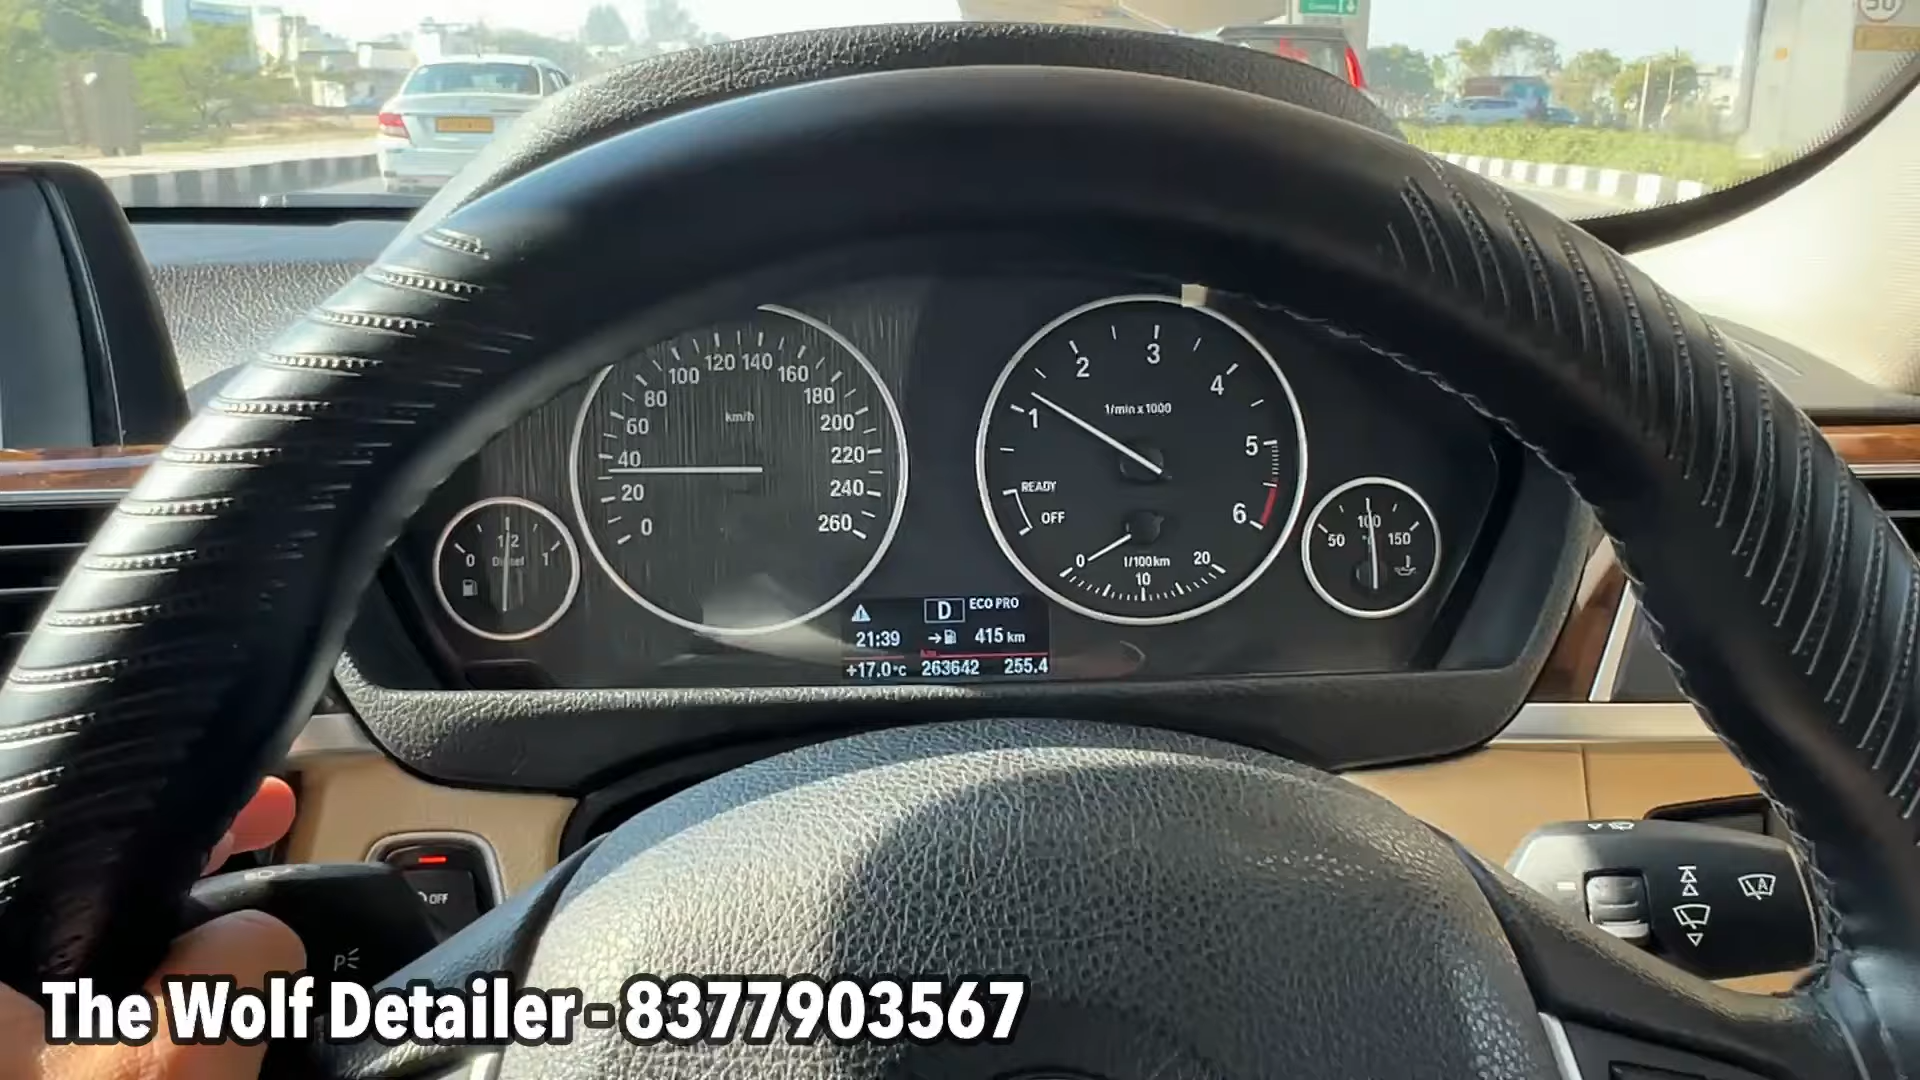 50
120 140
100 160
80 180
60 km/h 200
40 220
20 240
0 260
1/2
0 Diesel 1
3
2 4
1 1/min x 1000
5
READY
OFF 6
0 1/100km 20
10
100
50 °C 150
D ECO PRO
21:39 → 415 km
+17.0°C 263642 255.4
OFF
A
The Wolf Detailer - 8377903567